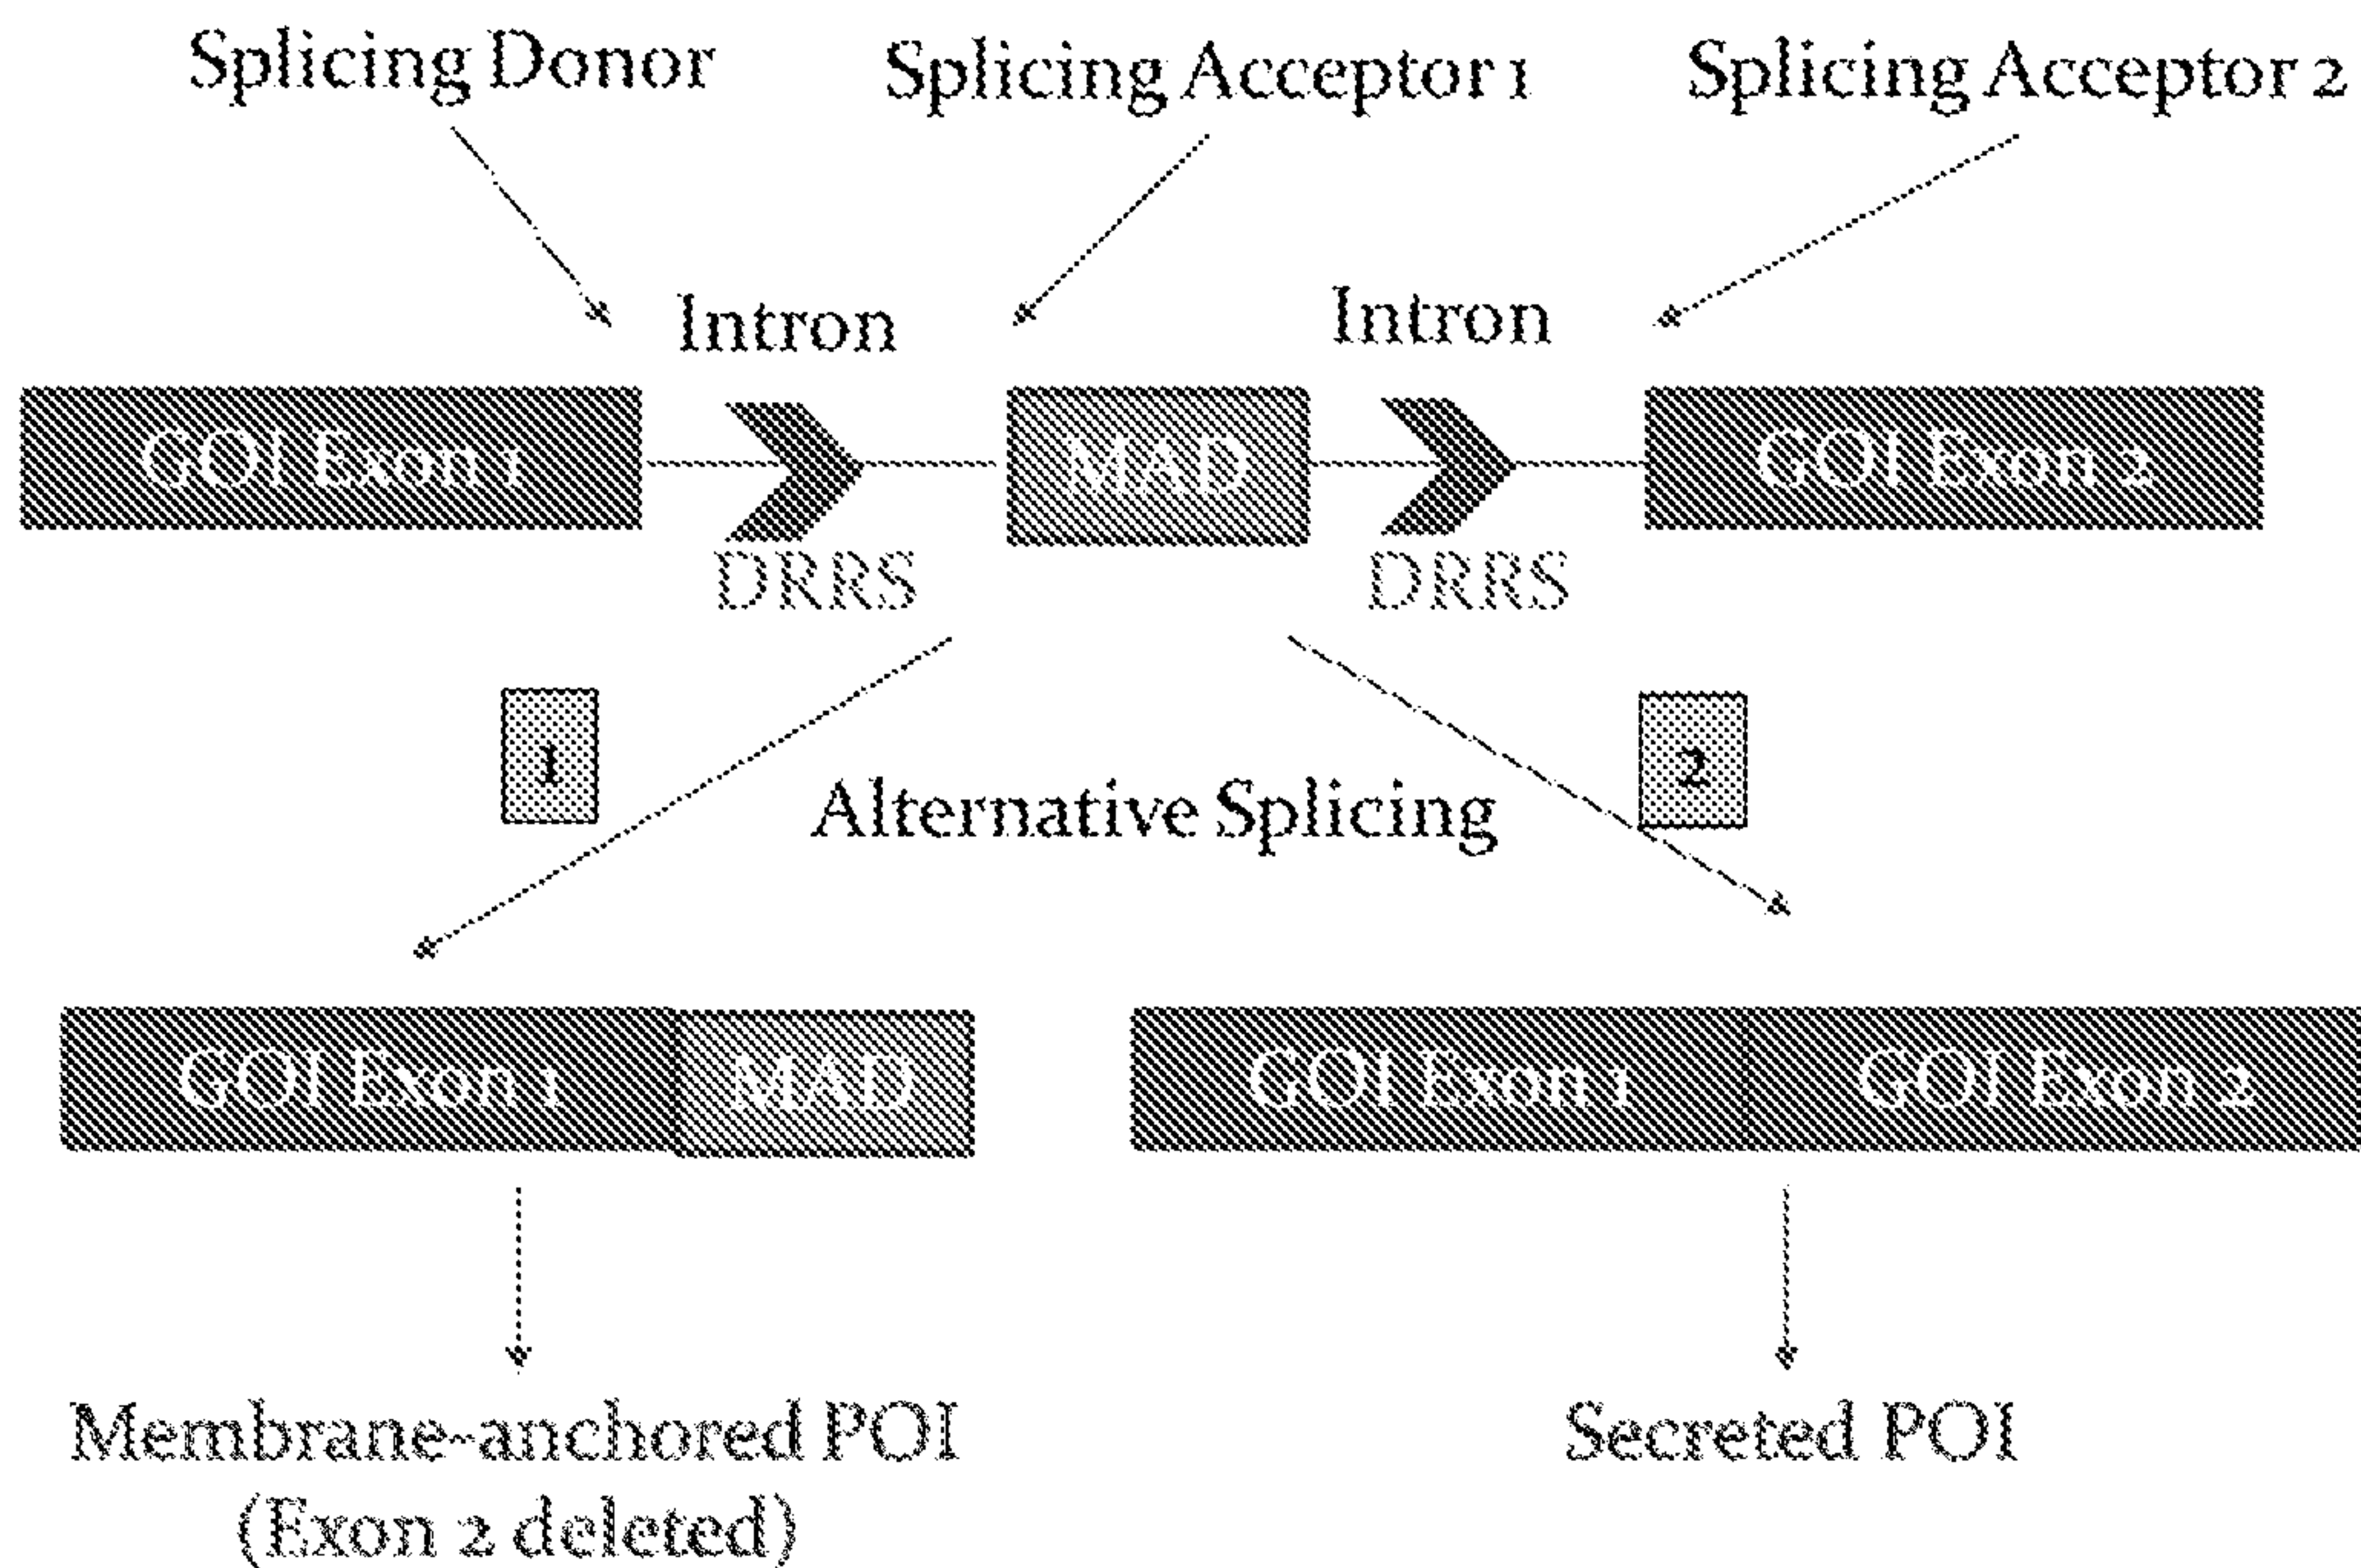 Splicing Donor Splicing Acceptor 1 Splicing Acceptor 2
Intron Intron
GOI Exon 1 MAD GOI Exon 2
DRRS DRRS
1 2
Alternative Splicing
GOI Exon 1 MAD GOI Exon 1 GOI Exon 2
Membrane-anchored POI Secreted POI
(Exon 2 deleted)